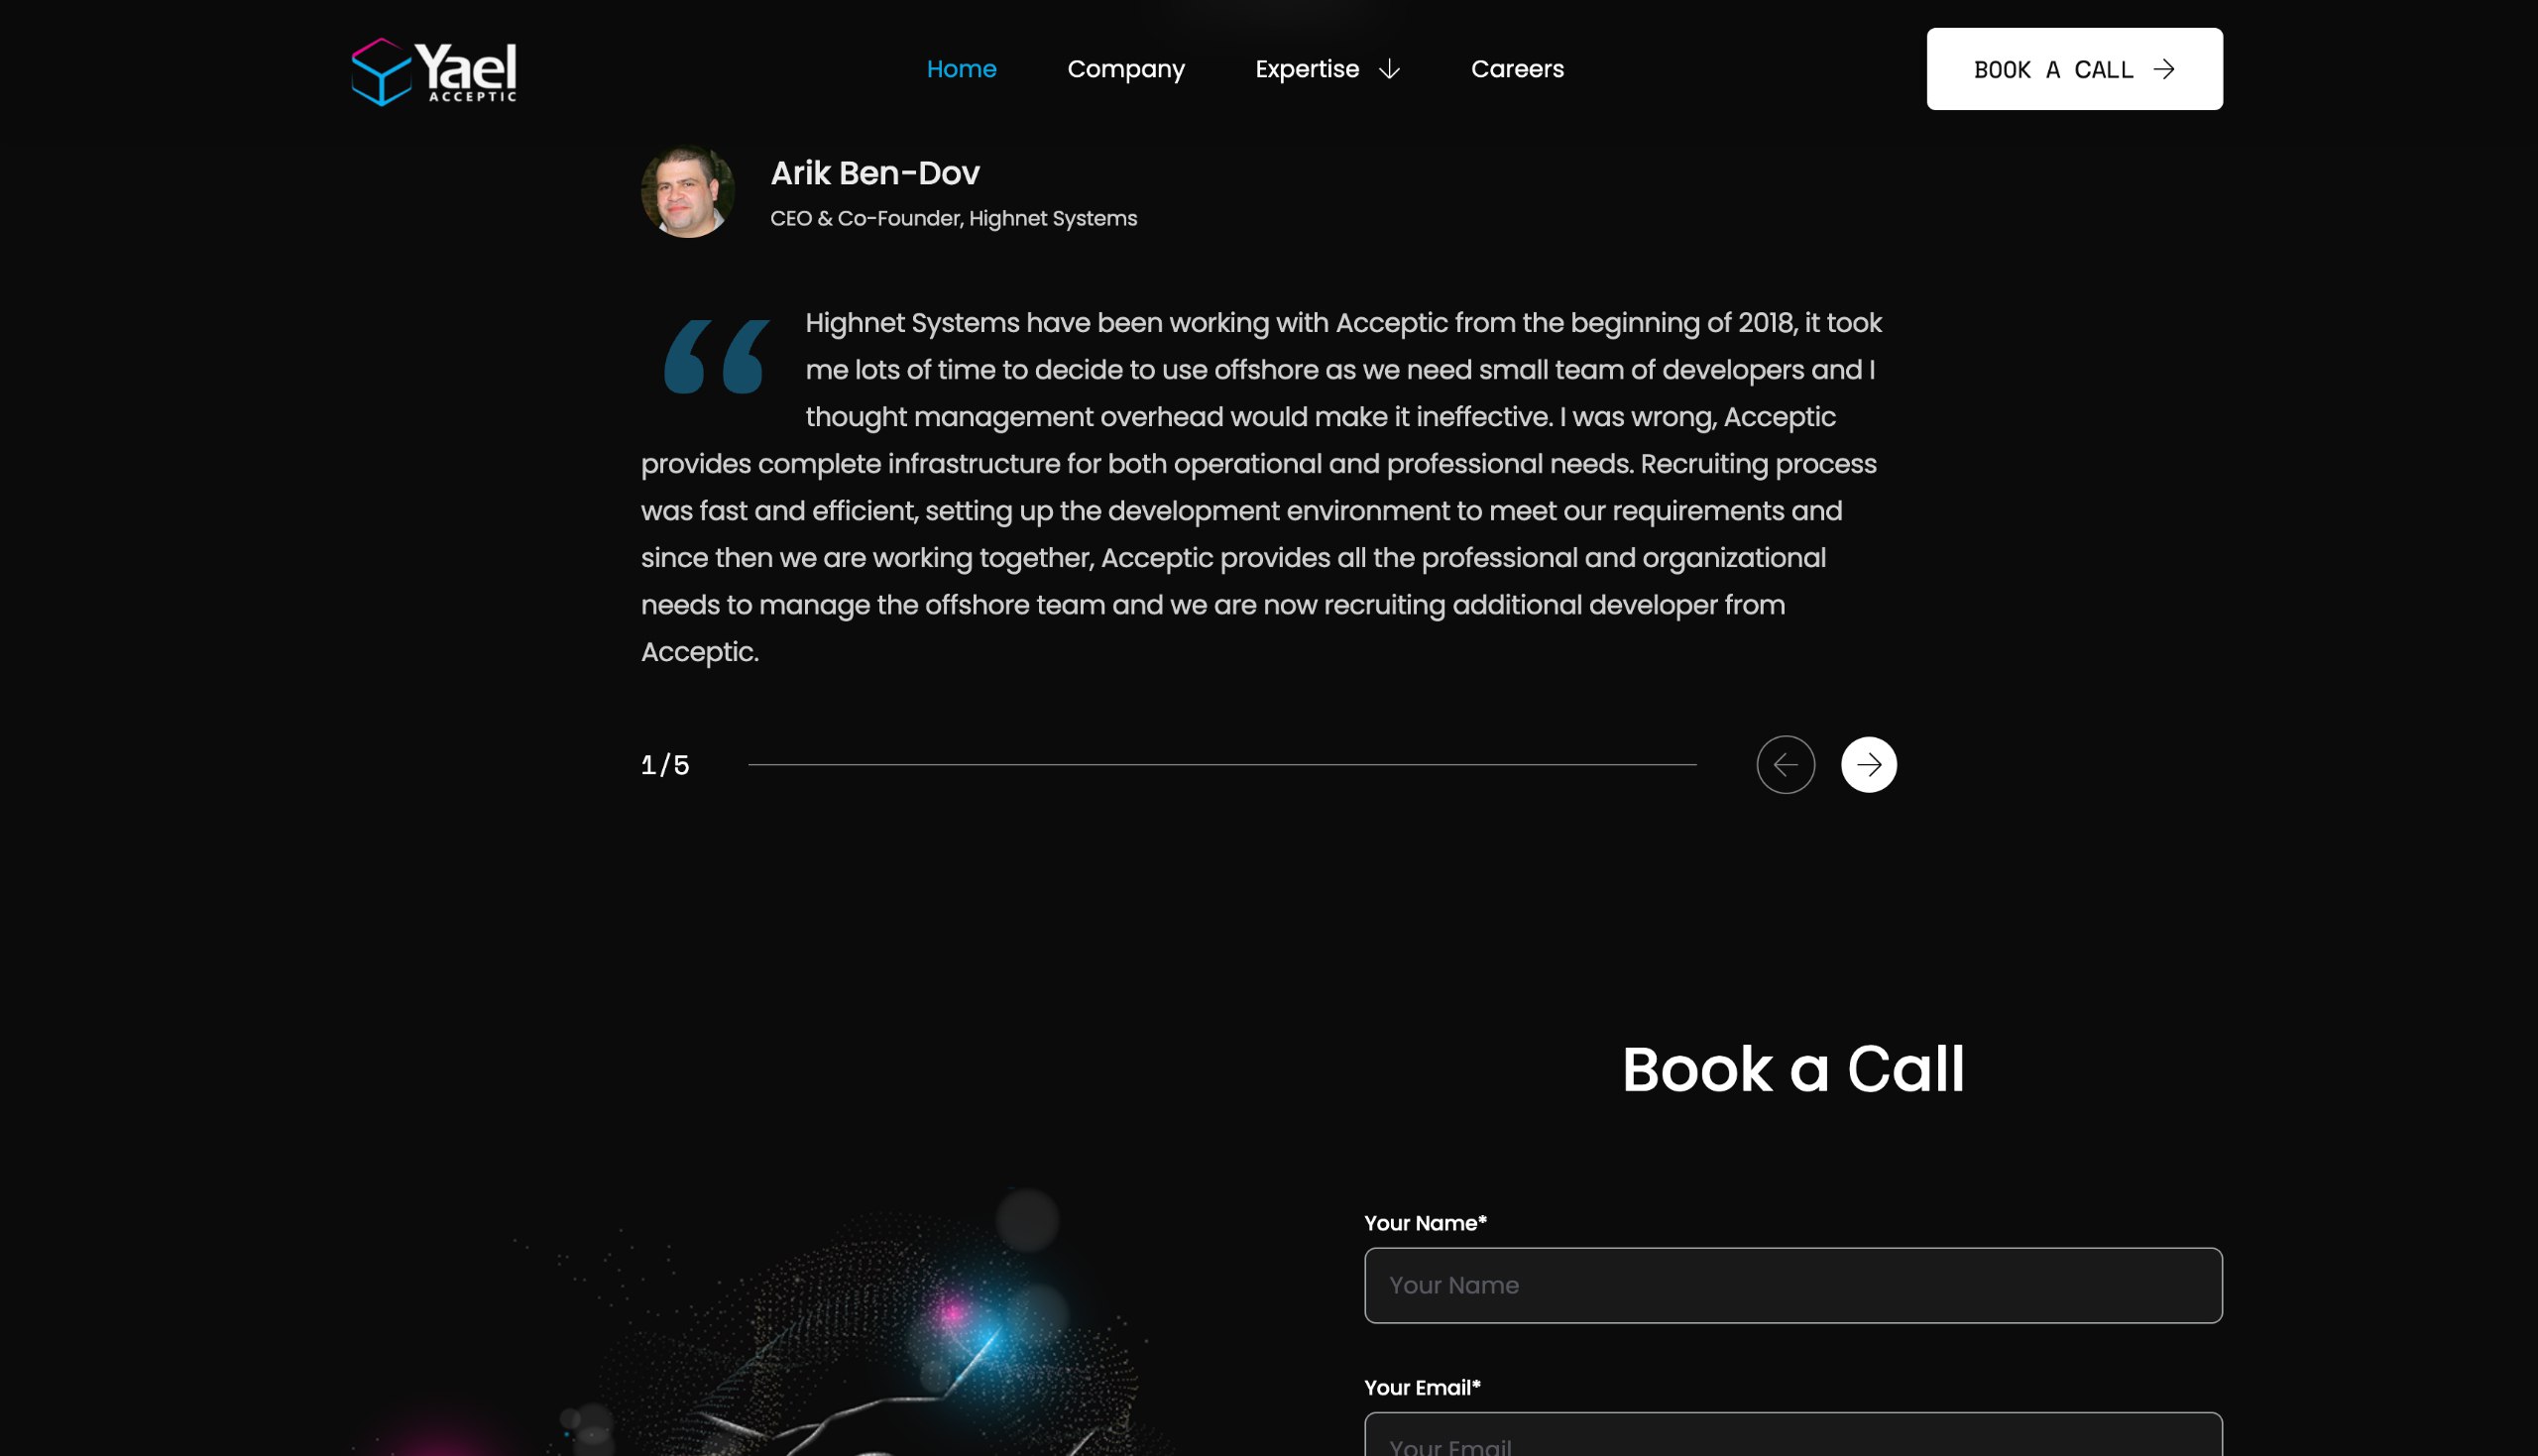 Yael
ACCEPTIC
Home
Company
Expertise
Careers
BOOK A CALL
Arik Ben-Dov
CEO & Co-Founder, Highnet Systems
Highnet Systems have been working with Acceptic from the beginning of 2018, it took
me lots of time to decide to use offshore as we need small team of developers and I
thought management overhead would make it ineffective. I was wrong, Acceptic
provides complete infrastructure for both operational and professional needs. Recruiting process
was fast and efficient, setting up the development environment to meet our requirements and
since then we are working together, Acceptic provides all the professional and organizational
needs to manage the offshore team and we are now recruiting additional developer from
Acceptic.
1/5
Book a Call
Your Name*
Your Name
Your Email*
Your Email